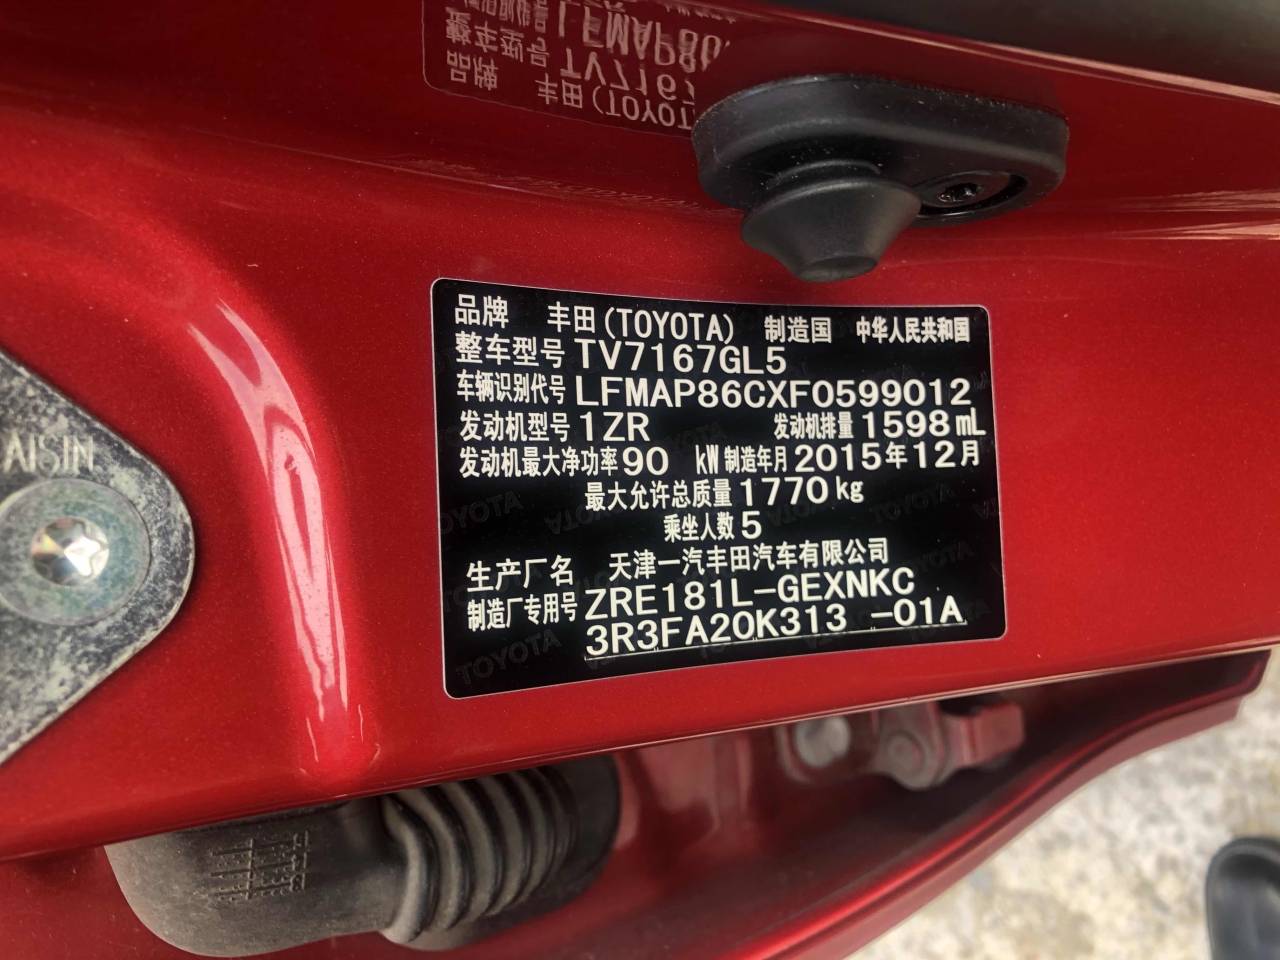 品牌 丰田(TOYOTA) 制造国 中华人民共和国
整车型号 TV7167GL5
车辆识别代号 LFMAP86CXF0599012
发动机型号 1ZR 发动机排量 1598 mL
发动机最大净功率 90 kW 制造年月 2015年12月
最大允许总质量 1770 kg
乘坐人数 5
生产厂名 天津一汽丰田汽车有限公司
制造厂专用号 ZRE181L-GEXNKC
3R3FA20K313 -01A
AISIN